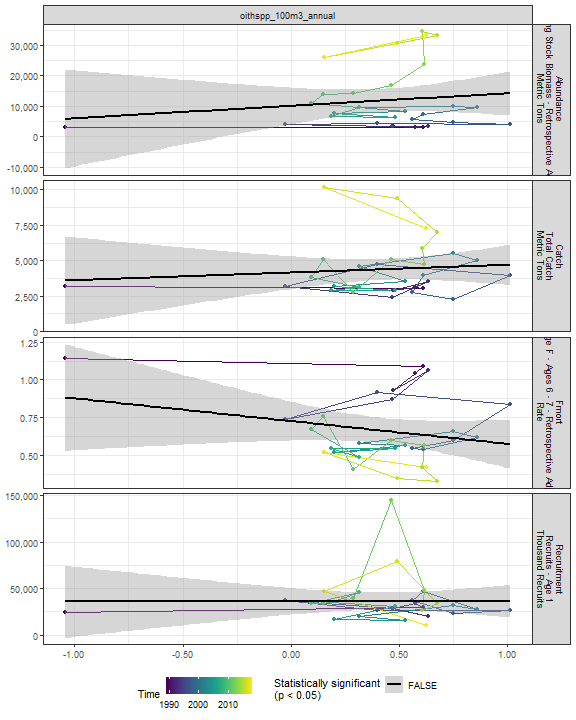 oithspp_100m3_annual
30,000
20,000
10,000
0
-10,000
Abundance
Stock Biomass - Retrospective
Metric Tons
10,000
7,500
5,000
2,500
0
Catch
Total Catch
Metric Tons
1.25
1.00
0.75
0.50
Fmort
F - Ages 6 - 7 - Retrospective
Rate
150,000
100,000
50,000
0
Recruitment
Recruits - Age 1
Thousand Recruits
-1.00 -0.50 0.00 0.50 1.00
Time
1990 2000 2010
Statistically significant
(p < 0.05)
FALSE